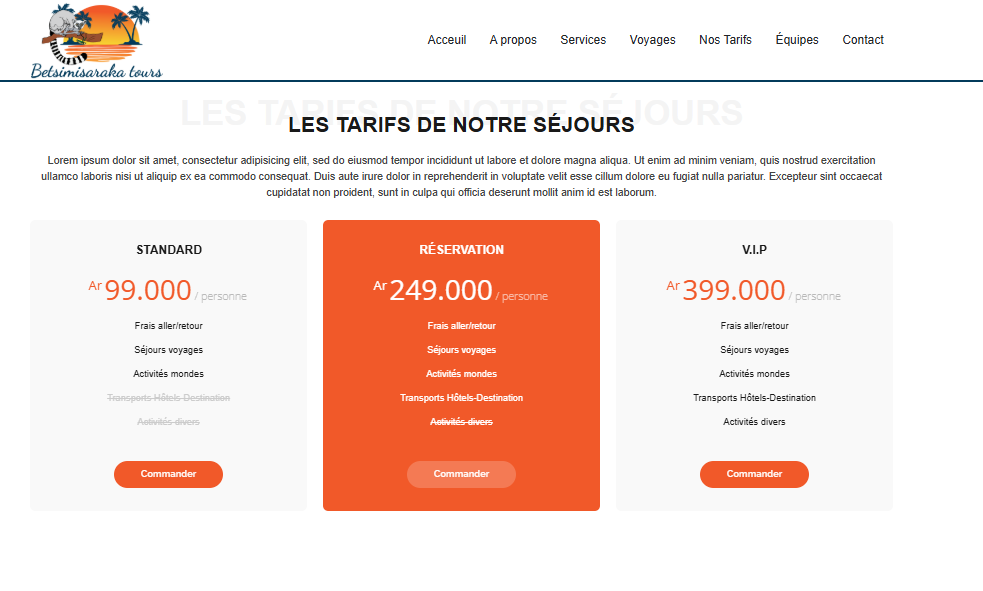 Betsimisaraka tours
Acceuil A propos Services Voyages Nos Tarifs Équipes Contact
LES TARIFS DE NOTRE SÉJOURS
LES TARIFS DE NOTRE SÉJOURS
Lorem ipsum dolor sit amet, consectetur adipisicing elit, sed do eiusmod tempor incididunt ut labore et dolore magna aliqua. Ut enim ad minim veniam, quis nostrud exercitation
ullamco laboris nisi ut aliquip ex ea commodo consequat. Duis aute irure dolor in reprehenderit in voluptate velit esse cillum dolore eu fugiat nulla pariatur. Excepteur sint occaecat
cupidatat non proident, sunt in culpa qui officia deserunt mollit anim id est laborum.
STANDARD
Ar 99.000 / personne
Frais aller/retour
Séjours voyages
Activités mondes
Transports Hôtels-Destination
Activités divers
Commander
RÉSERVATION
Ar 249.000 / personne
Frais aller/retour
Séjours voyages
Activités mondes
Transports Hôtels-Destination
Activités divers
Commander
V.I.P
Ar 399.000 / personne
Frais aller/retour
Séjours voyages
Activités mondes
Transports Hôtels-Destination
Activités divers
Commander